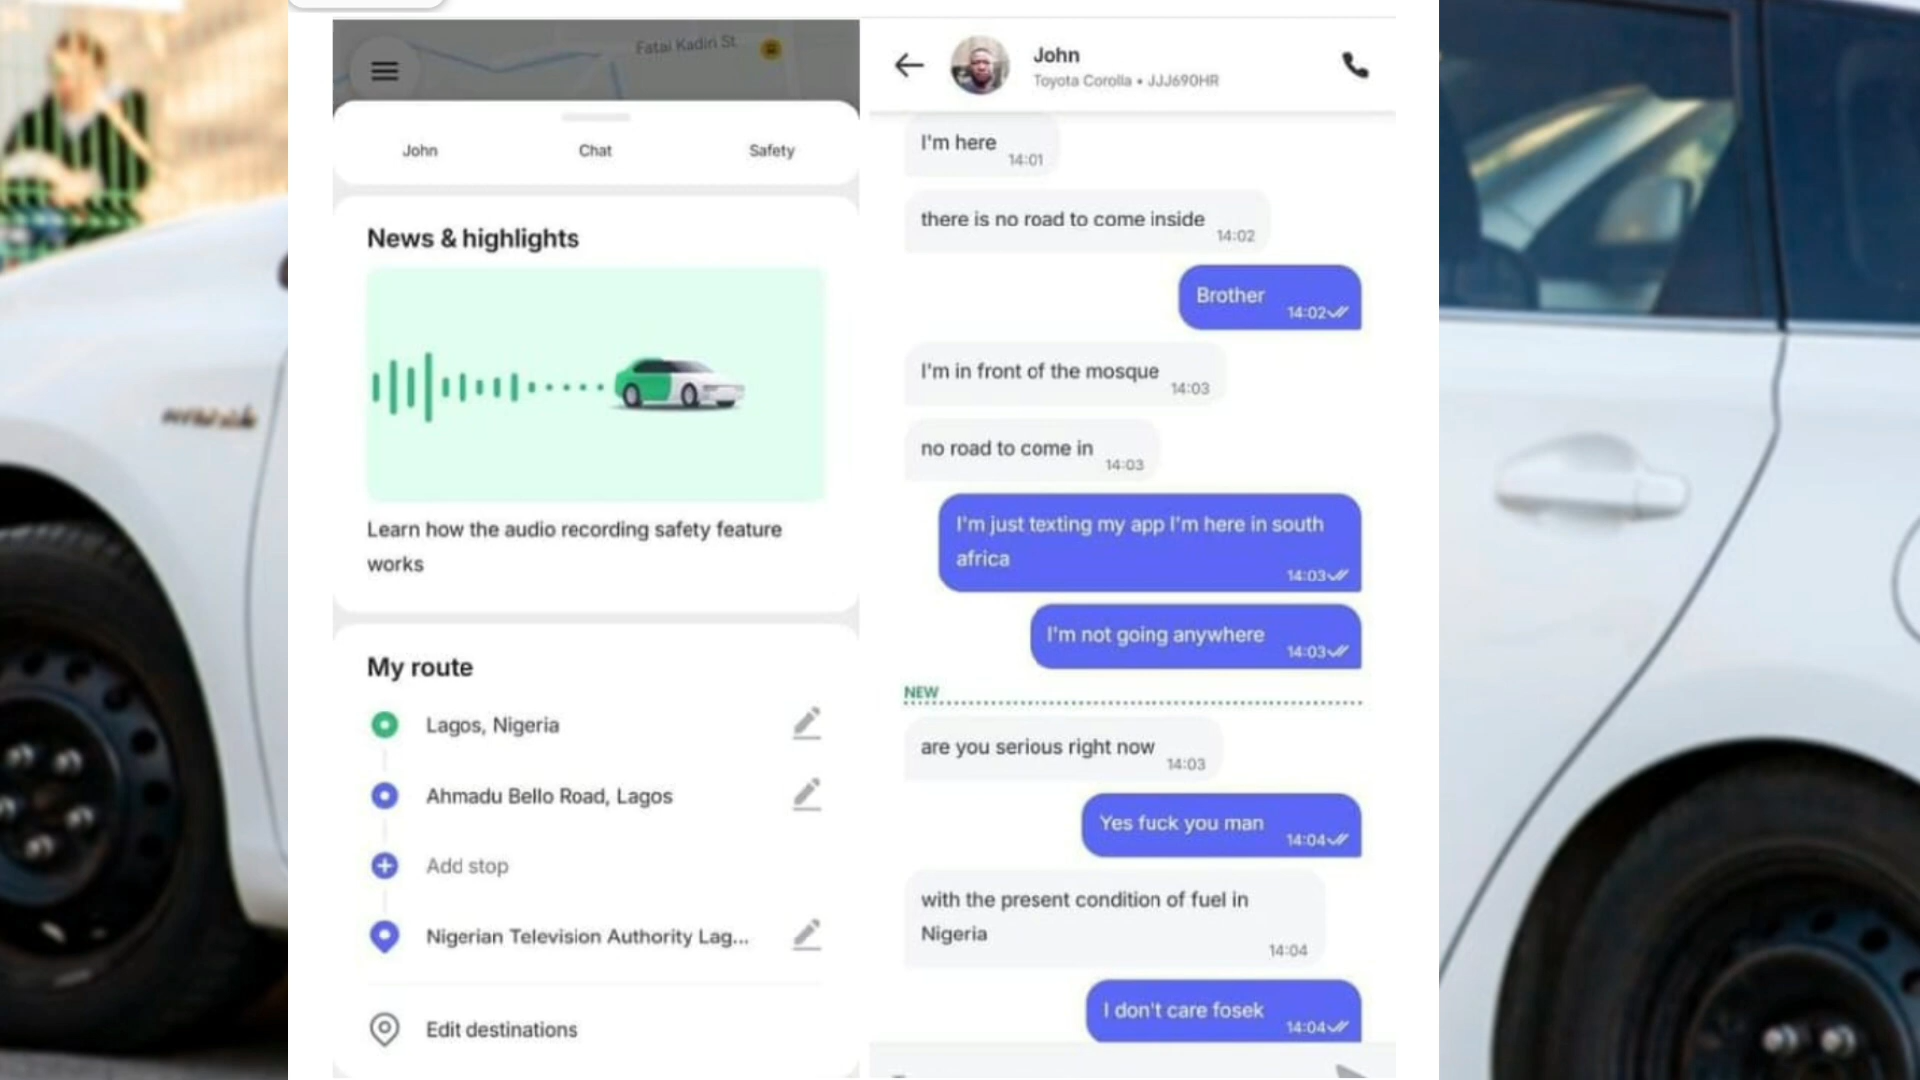 Fatai Kadiri St
John
Chat
Safety
News & highlights
Learn how the audio recording safety feature
works
My route
Lagos, Nigeria
Ahmadu Bello Road, Lagos
Add stop
Nigerian Television Authority Lag...
Edit destinations
John
Toyota Corolla • JJJ690HR
I'm here
14:01
there is no road to come inside
14:02
Brother
14:02
I'm in front of the mosque
14:03
no road to come in
14:03
I'm just texting my app I'm here in south
africa
14:03
I'm not going anywhere
14:03
NEW
are you serious right now
14:03
Yes fuck you man
14:04
with the present condition of fuel in
Nigeria
14:04
I don't care fosek
14:04